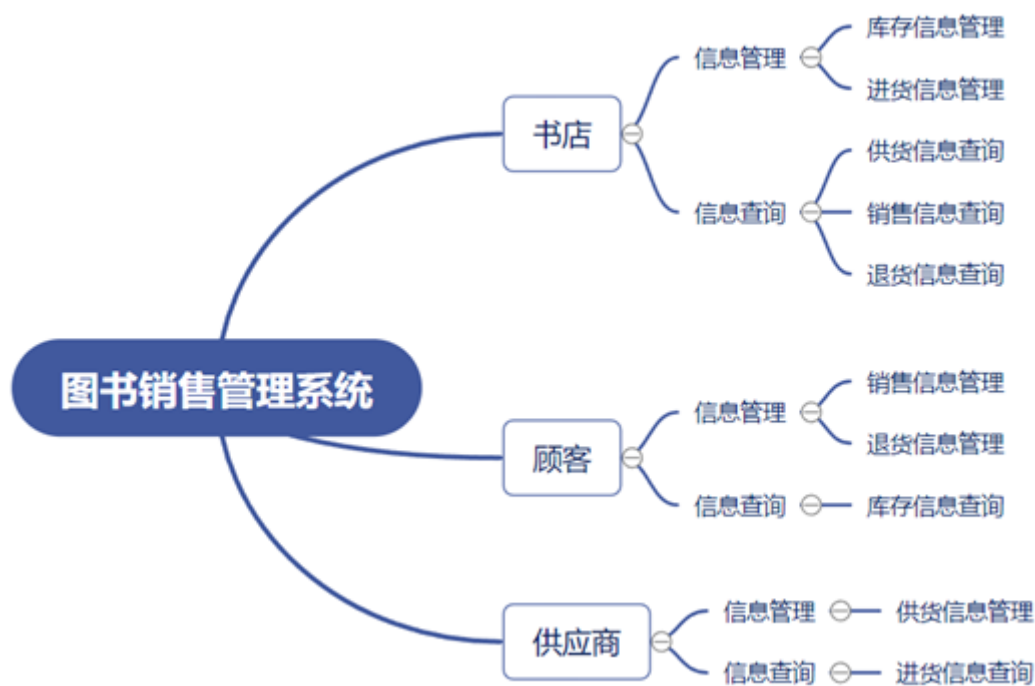 图书销售管理系统
书店
信息管理
库存信息管理
进货信息管理
信息查询
供货信息查询
销售信息查询
退货信息查询
顾客
信息管理
销售信息管理
退货信息管理
信息查询
库存信息查询
供应商
信息管理
供货信息管理
信息查询
进货信息查询